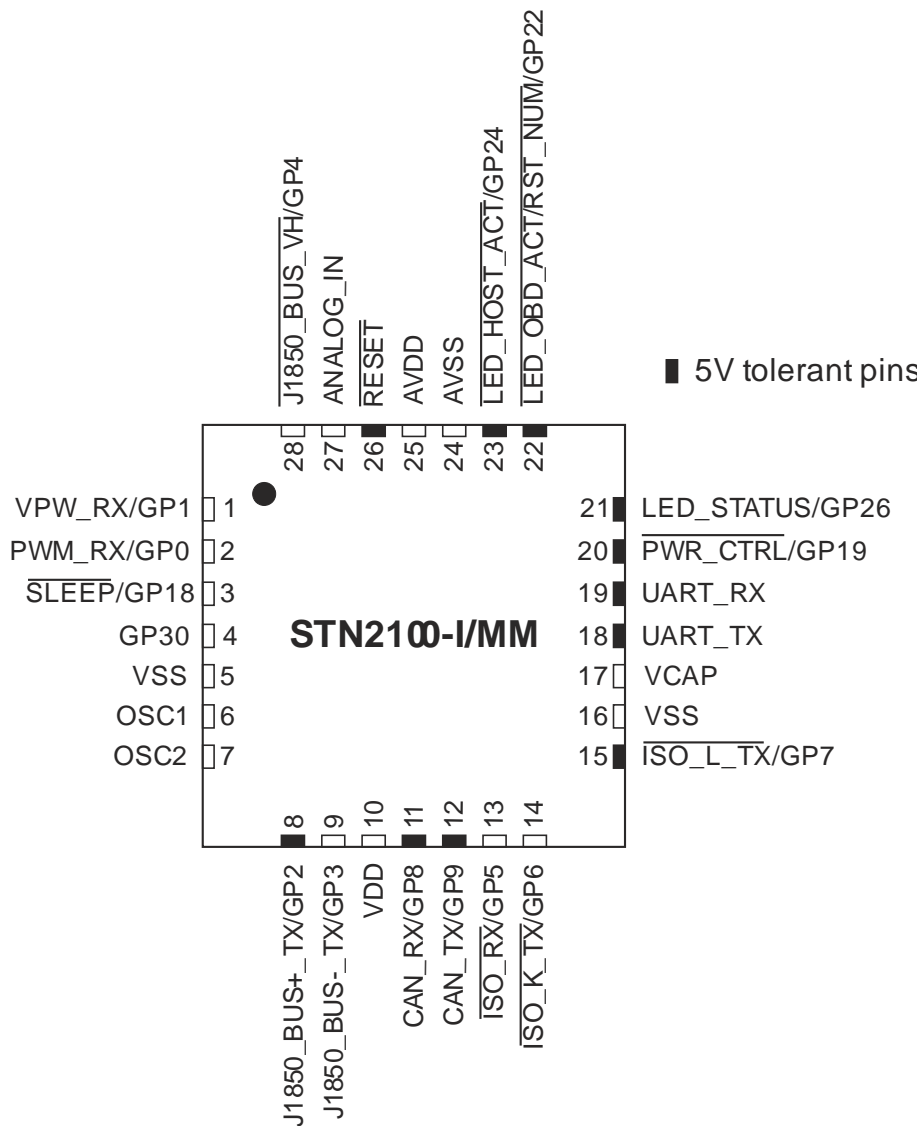 J1850_BUS_VH/GP4
ANALOG_IN
RESET
AVDD
AVSS
LED_HOST_ACT/GP24
LED_OBD_ACT/RST_NUM/GP22
5V tolerant pins
28
27
26
25
24
23
22
VPW_RX/GP1 1
PWM_RX/GP0 2
SLEEP/GP18 3
GP30 4
VSS 5
OSC1 6
OSC2 7
STN2100-I/MM
21 LED_STATUS/GP26
20 PWR_CTRL/GP19
19 UART_RX
18 UART_TX
17 VCAP
16 VSS
15 ISO_L_TX/GP7
8
9
10
11
12
13
14
J1850_BUS+_TX/GP2
J1850_BUS-_TX/GP3
VDD
CAN_RX/GP8
CAN_TX/GP9
ISO_RX/GP5
ISO_K_TX/GP6